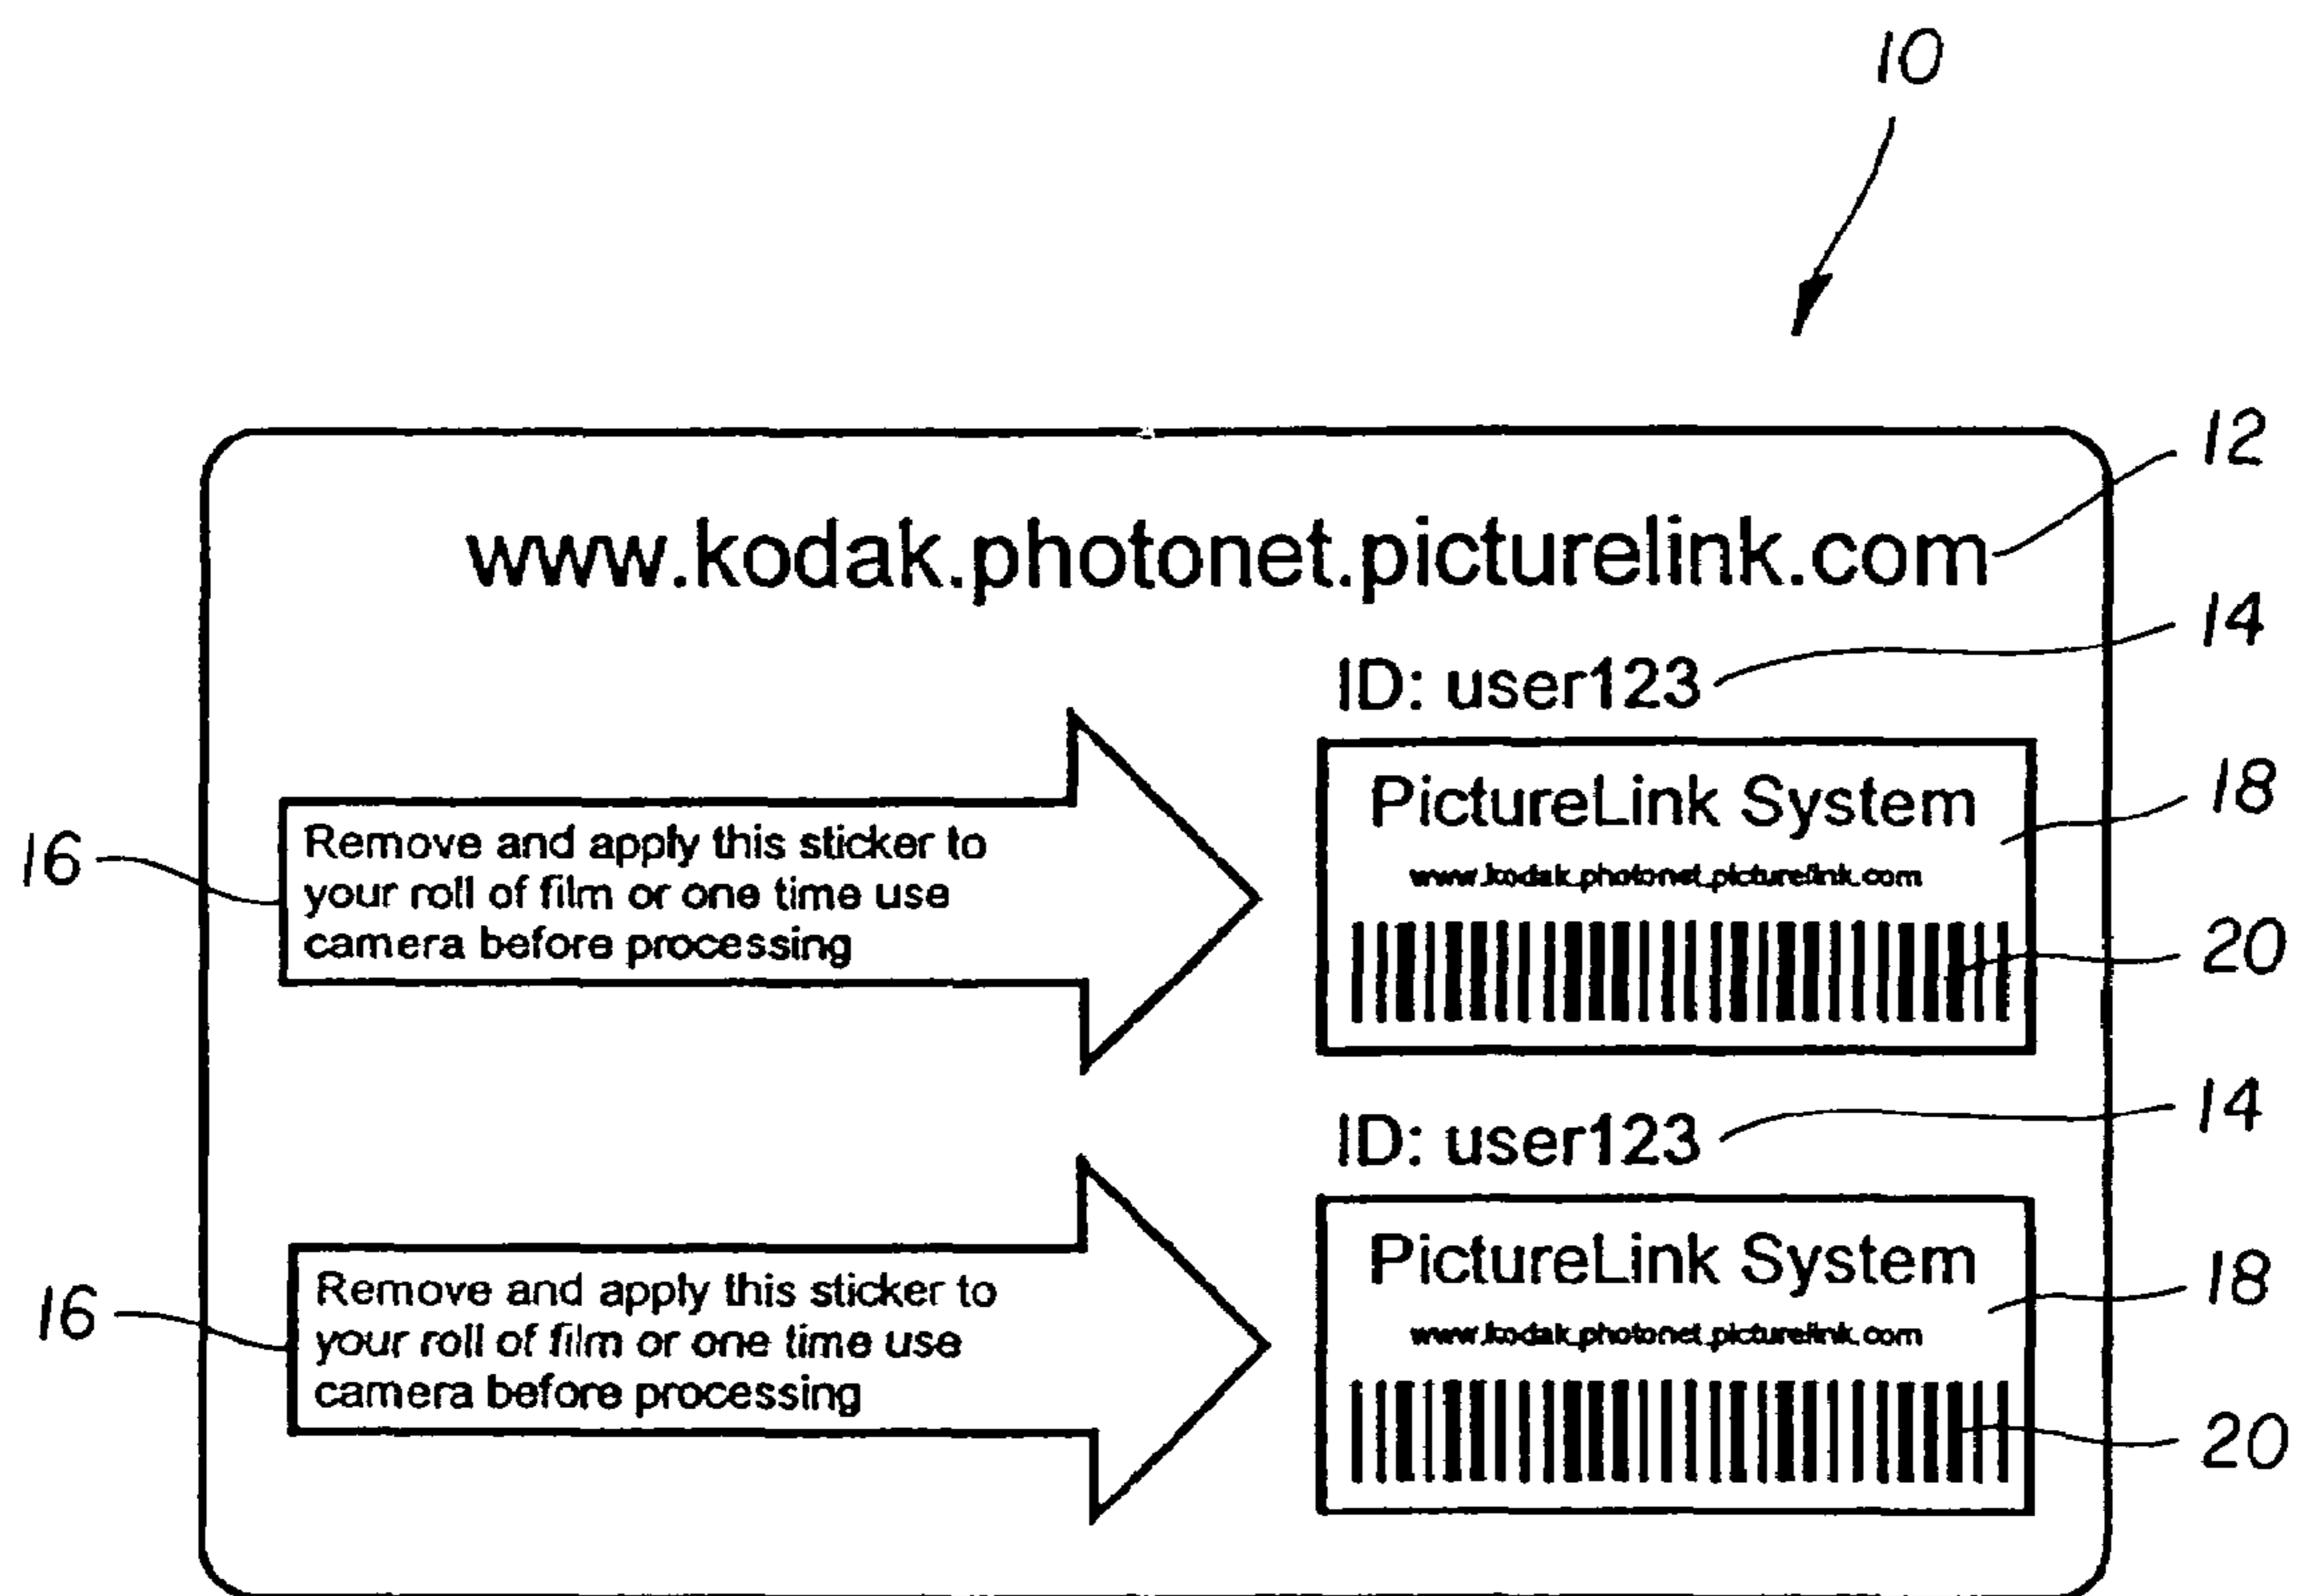 10
12
www.kodak.photonet.picturelink.com
14
ID: user123
18
PictureLink System
16
Remove and apply this sticker to
your roll of film or one time use
camera before processing
www.kodak.photonet.picturelink.com
20
14
ID: user123
18
PictureLink System
16
Remove and apply this sticker to
your roll of film or one time use
camera before processing
www.kodak.photonet.picturelink.com
20